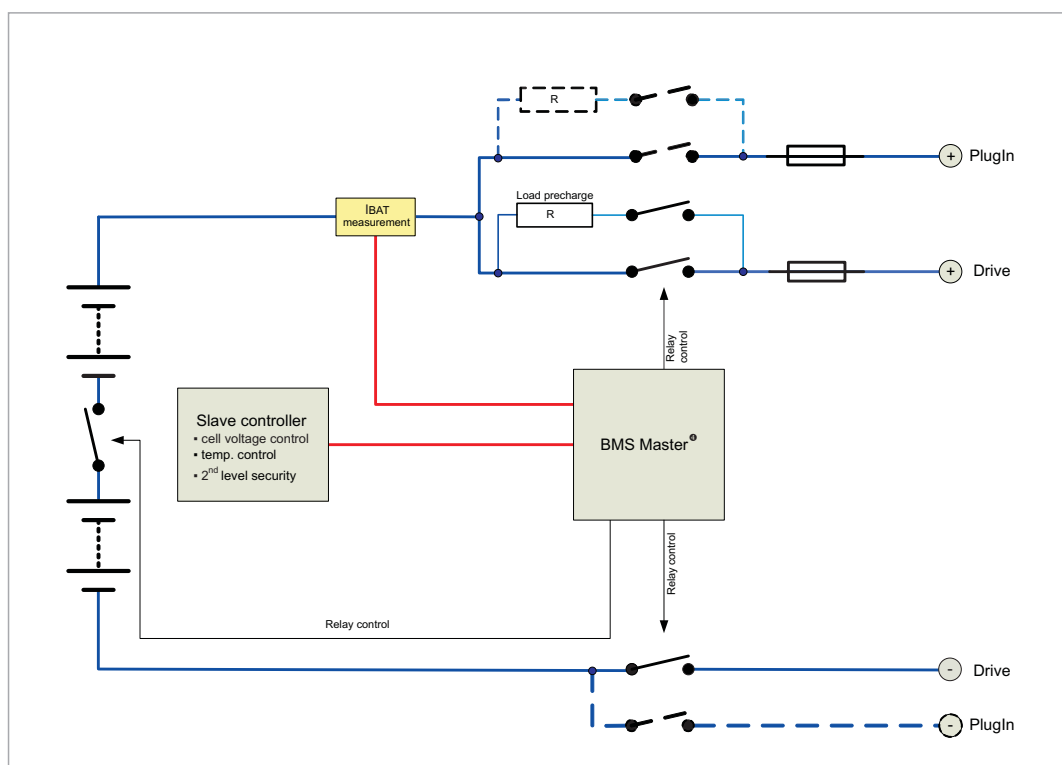 R
+ PlugIn
Load precharge
IBAT
measurement
R
+ Drive
Relay
control
Slave controller
▪ cell voltage control
▪ temp. control
▪ 2nd level security
BMS Master❹
Relay control
Relay control
- Drive
- PlugIn